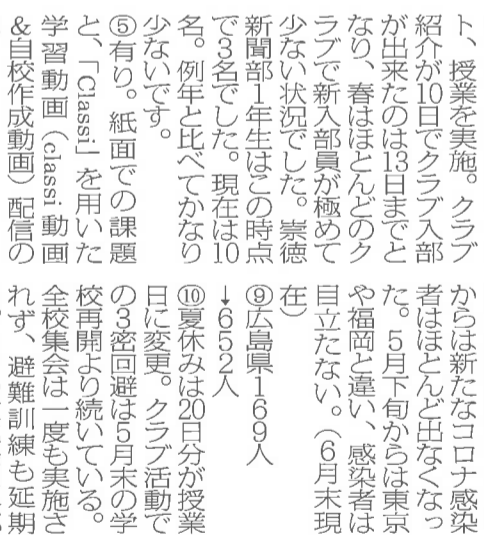 ト、授業を実施。クラブ
紹介が10日でクラブ入部
が出来たのは13日までと
なり、春はほとんどのク
ラブで新入部員が極めて
少ない状況でした。崇徳
新聞部1年生はこの時点
で3名でした。現在は10
名。例年と比べてかなり
少ないです。
⑤有り。紙面での課題
と、「Classi」を用いた
学習動画（classi動画
&自校作成動画）配信の
からは新たなコロナ感染
者はほとんど出なくなっ
た。5月下旬からは東京
や福岡と違い、感染者は
目立たない。（6月末現
在）
⑨広島県169人
→652人
⑩夏休みは20日分が授業
日に変更。クラブ活動で
の3密回避は5月末の学
校再開より続いている。
全校集会は一度も実施さ
れず、避難訓練も延期